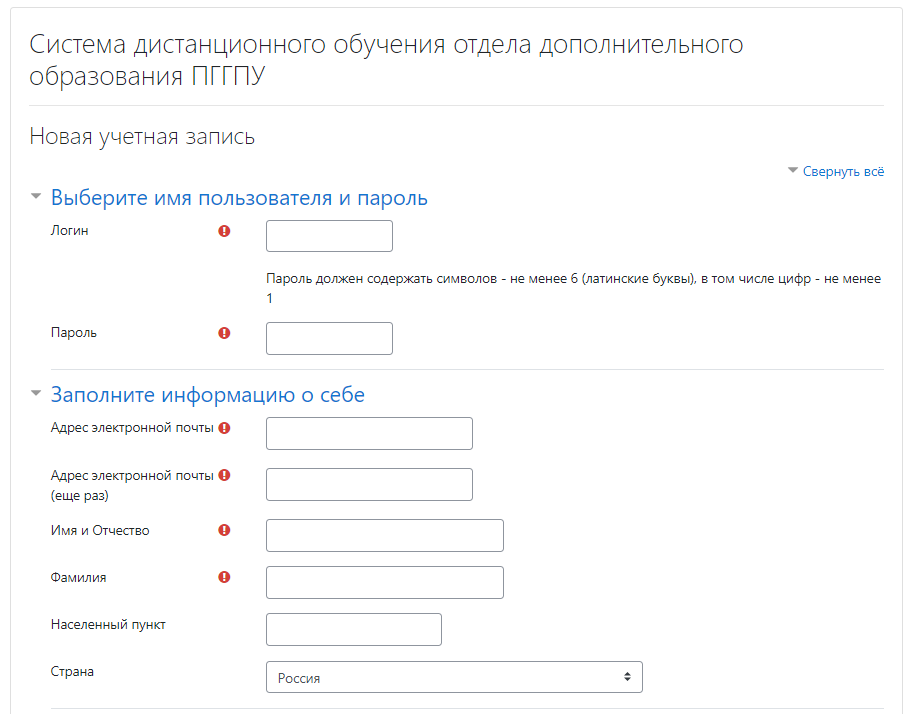 Система дистанционного обучения отдела дополнительного
образования ПГГПУ
Новая учетная запись
Свернуть всё
Выберите имя пользователя и пароль
Логин
Пароль должен содержать символов - не менее 6 (латинские буквы), в том числе цифр - не менее
1
Пароль
Заполните информацию о себе
Адрес электронной почты
Адрес электронной почты
(еще раз)
Имя и Отчество
Фамилия
Населенный пункт
Страна
Россия